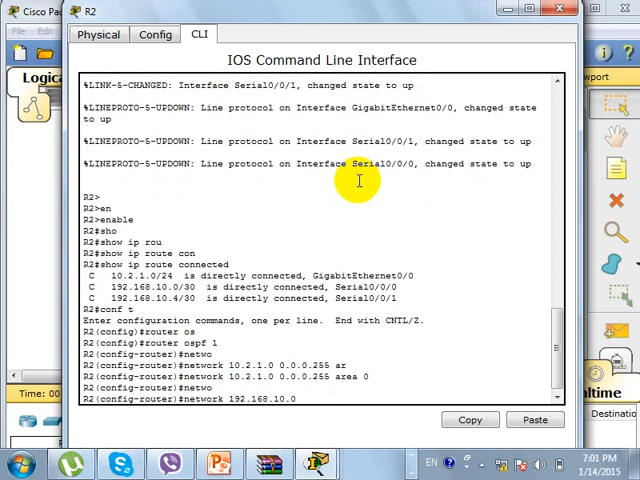 Cisco Pac
R2
File
Physical
Config
CLI
IOS Command Line Interface
Logica
wport
%LINK-5-CHANGED: Interface Serial0/0/1, changed state to up
%LINEPROTO-5-UPDOWN: Line protocol on Interface GigabitEthernet0/0, changed state
to up
%LINEPROTO-5-UPDOWN: Line protocol on Interface Serial0/0/1, changed state to up
%LINEPROTO-5-UPDOWN: Line protocol on Interface Serial0/0/0, changed state to up
R2>
R2>en
R2>enable
R2#sho
R2#show ip rou
R2#show ip route con
R2#show ip route connected
C 10.2.1.0/24 is directly connected, GigabitEthernet0/0
C 192.168.10.0/30 is directly connected, Serial0/0/0
C 192.168.10.4/30 is directly connected, Serial0/0/1
R2#conf t
Enter configuration commands, one per line. End with CNTL/Z.
R2(config)#router os
R2(config)#router ospf 1
R2(config-router)#netwo
R2(config-router)#network 10.2.1.0 0.0.0.255 ar
R2(config-router)#network 10.2.1.0 0.0.0.255 area 0
R2(config-router)#netwo
R2(config-router)#network 192.168.10.0
Time: 00
ealtime
Copy
Paste
Destinatio
EN
7:01 PM
1/14/2015